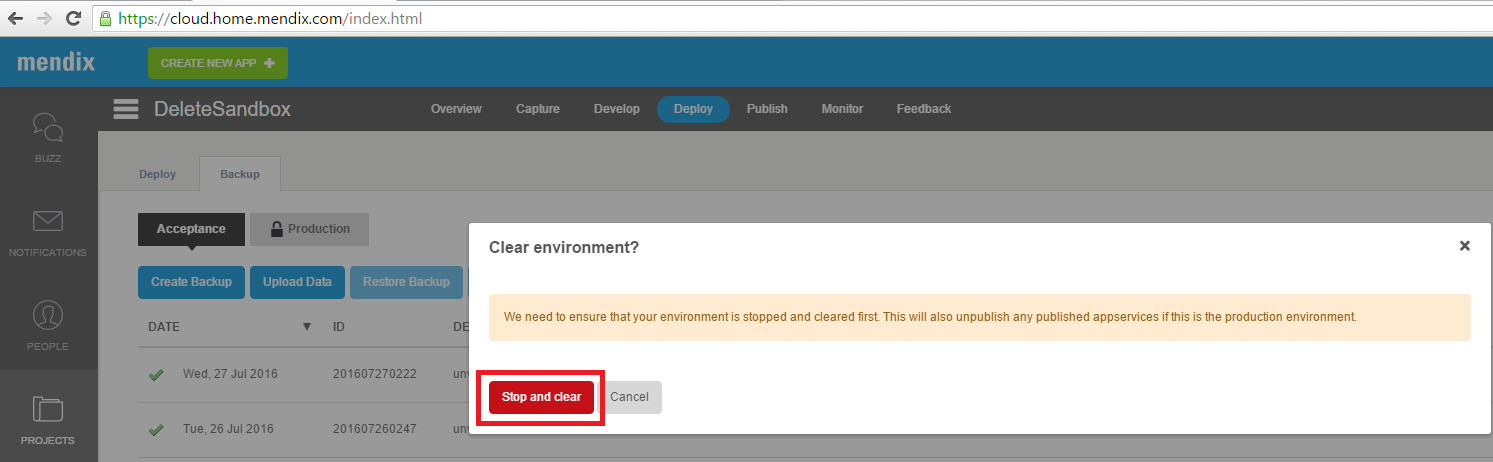 https://cloud.home.mendix.com/index.html
mendix
CREATE NEW APP
DeleteSandbox
Overview Capture Develop Deploy Publish Monitor Feedback
BUZZ
NOTIFICATIONS
PEOPLE
PROJECTS
Deploy Backup
Acceptance Production
Create Backup Upload Data Restore Backup
DATE ID
Wed, 27 Jul 2016 201607270222
Tue, 26 Jul 2016 201607260247
Clear environment?
We need to ensure that your environment is stopped and cleared first. This will also unpublish any published appservices if this is the production environment.
Stop and clear Cancel